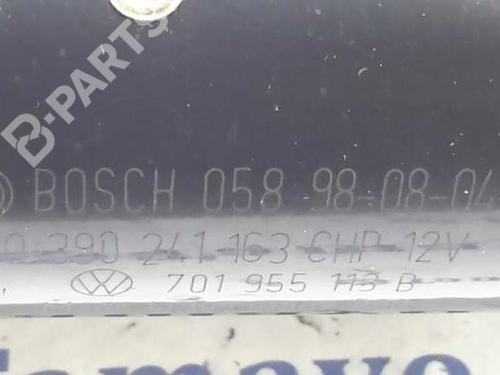 B-PARTS
BOSCH 058 98-08-04
0 390 241 163 CHP 12V
701 955 113 B